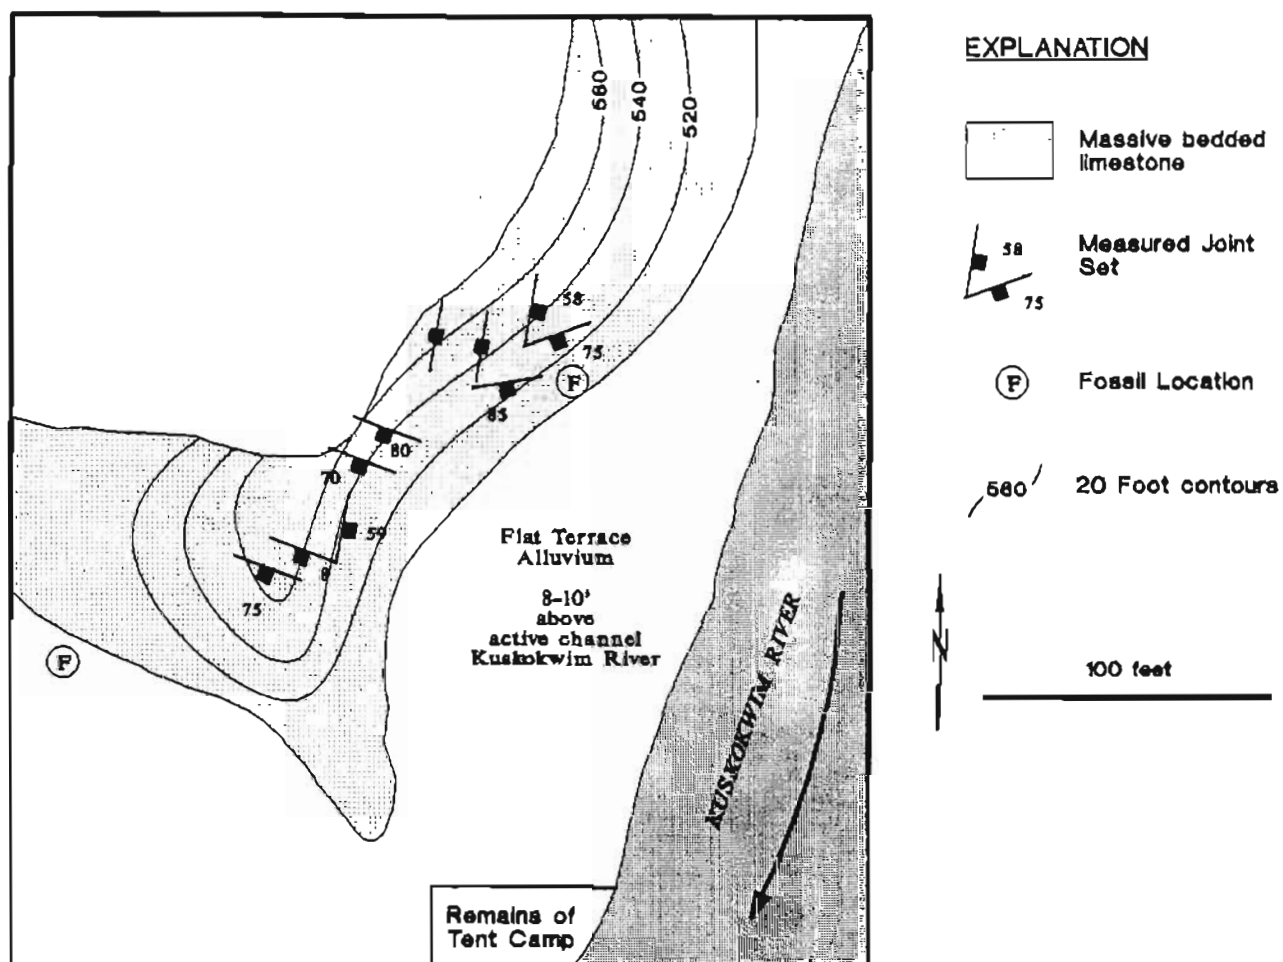 560
540
520
58
75
F
85
80
70
59
8
75
F
Flat Terrace
Alluvium
8-10'
above
active channel
Kuskokwim River
KUSKOKWIM RIVER
Remains of
Tent Camp
EXPLANATION
Massive bedded
limestone
58
Measured Joint
Set
75
F
Fossil Location
560
20 Foot contours
N
100 feet